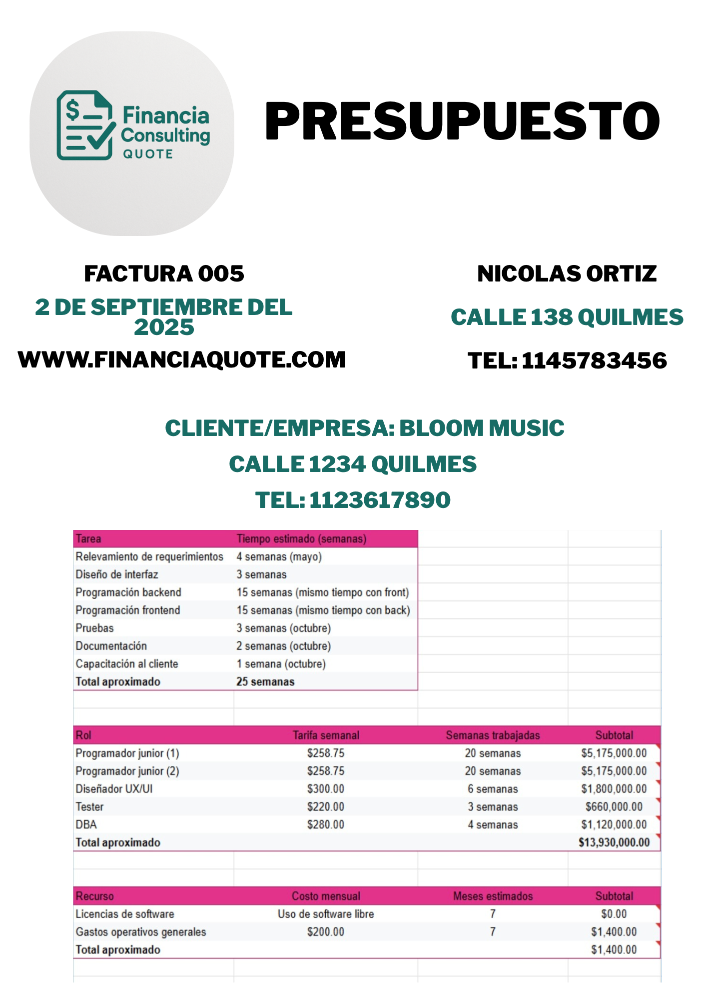 $
Financia
Consulting
QUOTE
PRESUPUESTO
FACTURA 005
2 DE SEPTIEMBRE DEL
2025
WWW.FINANCIAQUOTE.COM
NICOLAS ORTIZ
CALLE 138 QUILMES
TEL: 1145783456
CLIENTE/EMPRESA: BLOOM MUSIC
CALLE 1234 QUILMES
TEL: 1123617890
Tarea Tiempo estimado (semanas)
Relevamiento de requerimientos 4 semanas (mayo)
Diseño de interfaz 3 semanas
Programación backend 15 semanas (mismo tiempo con front)
Programación frontend 15 semanas (mismo tiempo con back)
Pruebas 3 semanas (octubre)
Documentación 2 semanas (octubre)
Capacitación al cliente 1 semana (octubre)
Total aproximado 25 semanas
Rol Tarifa semanal Semanas trabajadas Subtotal
Programador junior (1) $258.75 20 semanas $5,175,000.00
Programador junior (2) $258.75 20 semanas $5,175,000.00
Diseñador UX/UI $300.00 6 semanas $1,800,000.00
Tester $220.00 3 semanas $660,000.00
DBA $280.00 4 semanas $1,120,000.00
Total aproximado $13,930,000.00
Recurso Costo mensual Meses estimados Subtotal
Licencias de software Uso de software libre 7 $0.00
Gastos operativos generales $200.00 7 $1,400.00
Total aproximado $1,400.00